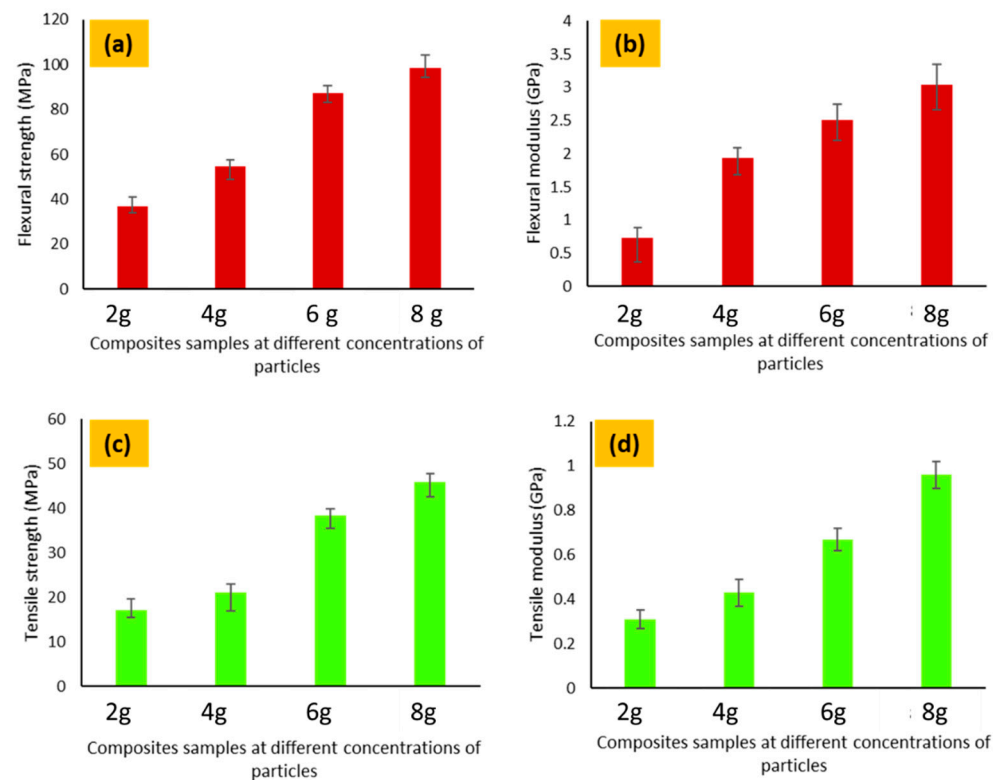 (a)
Flexural strength (MPa)
120
100
80
60
40
20
0
2g 4g 6 g 8 g
Composites samples at different concentrations of
particles
(b)
Flexural modulus (GPa)
4
3.5
3
2.5
2
1.5
1
0.5
0
2g 4g 6g 8g
Composites samples at different concentrations of
particles
(c)
Tensile strength (MPa)
60
50
40
30
20
10
0
2g 4g 6g 8g
Composites samples at different concentrations of
particles
(d)
Tensile modulus (GPa)
1.2
1
0.8
0.6
0.4
0.2
0
2g 4g 6g 8g
Composites samples at different concentrations of
particles